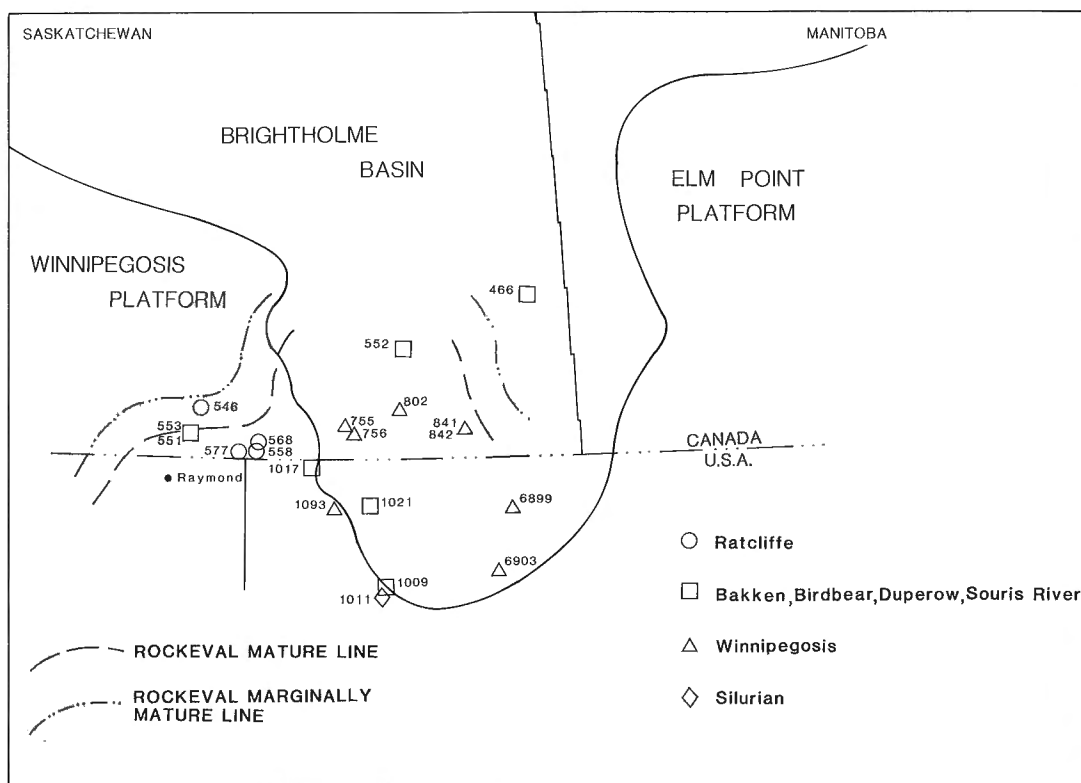 SASKATCHEWAN
MANITOBA
BRIGHTHOLME
BASIN
ELM POINT
PLATFORM
WINNIPEGOSIS
PLATFORM
466
552
546
802
553
551
755
756
841
842
568
577
558
CANADA
U.S.A.
1017
Raymond
1093
1021
6899
6903
1009
1011
Ratcliffe
Bakken,Birdbear,Duperow,Souris River
Winnipegosis
Silurian
ROCKEVAL MATURE LINE
ROCKEVAL MARGINALLY
MATURE LINE